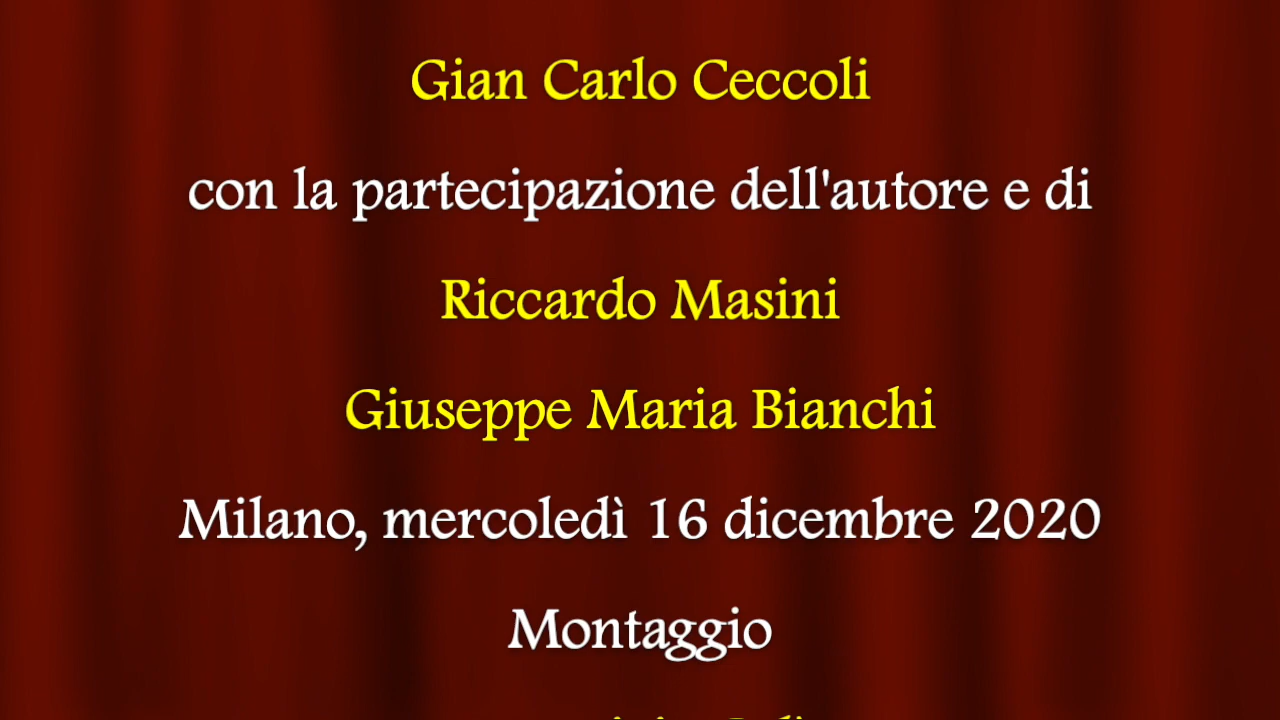 Gian Carlo Ceccoli
con la partecipazione dell'autore e di
Riccardo Masini
Giuseppe Maria Bianchi
Milano, mercoledì 16 dicembre 2020
Montaggio